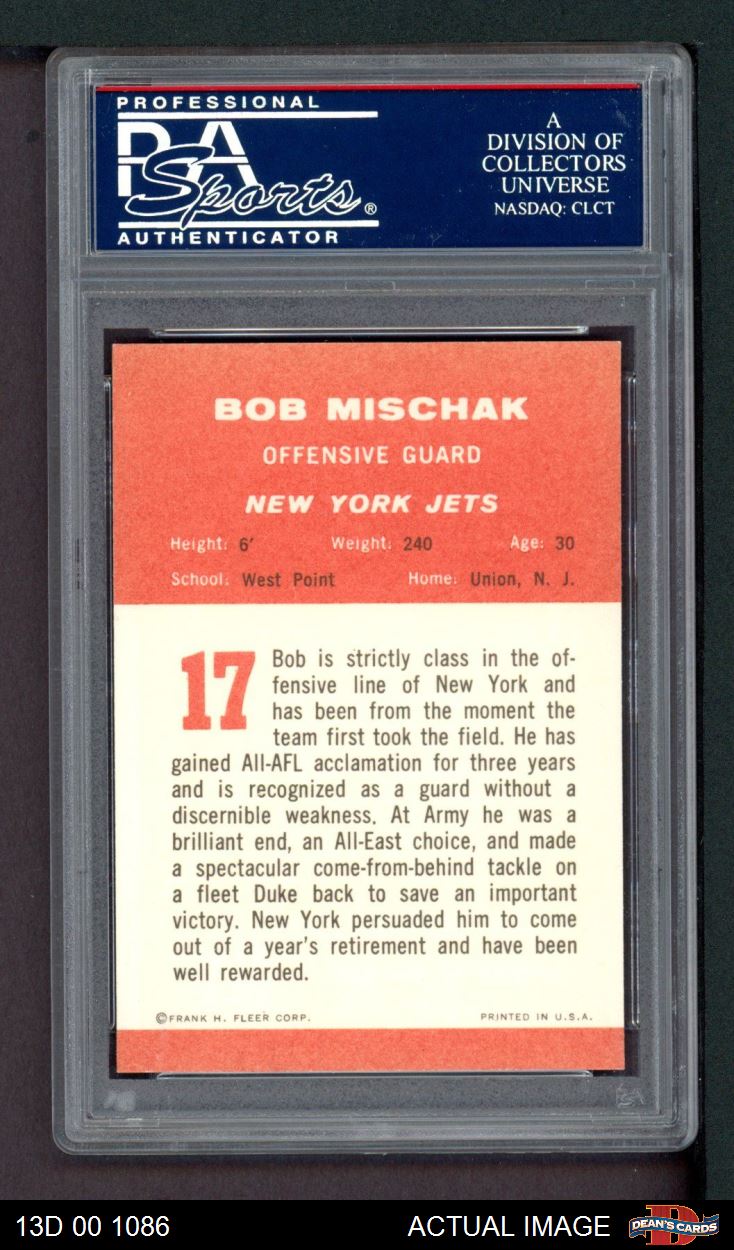 PROFESSIONAL
PSA
Sports®
AUTHENTICATOR
A
DIVISION OF
COLLECTORS
UNIVERSE
NASDAQ: CLCT
BOB MISCHAK
OFFENSIVE GUARD
NEW YORK JETS
Height: 6′ Weight: 240 Age: 30
School: West Point Home: Union, N. J.
17
Bob is strictly class in the of-
fensive line of New York and
has been from the moment the
team first took the field. He has
gained All-AFL acclamation for three years
and is recognized as a guard without a
discernible weakness. At Army he was a
brilliant end, an All-East choice, and made
a spectacular come-from-behind tackle on
a fleet Duke back to save an important
victory. New York persuaded him to come
out of a year's retirement and have been
well rewarded.
©FRANK H. FLEER CORP. PRINTED IN U.S.A.
13D 00 1086 ACTUAL IMAGE
D
DEAN'S CARDS